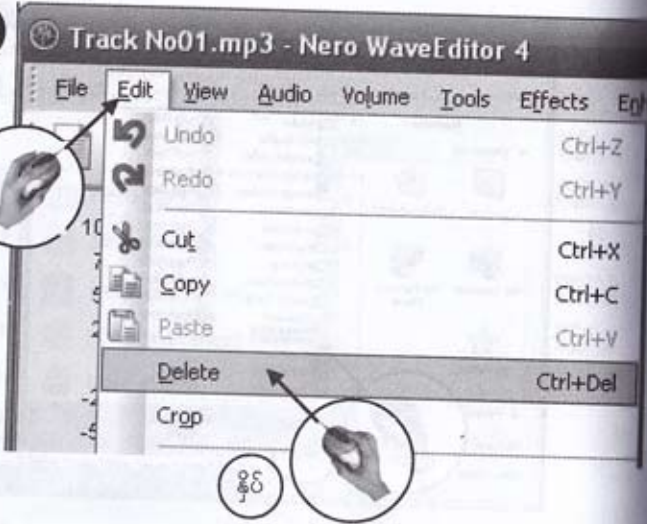 Track No01.mp3 - Nero WaveEditor 4
File Edit View Audio Volume Tools Effects
Undo Ctrl+Z
Redo Ctrl+Y
Cut Ctrl+X
Copy Ctrl+C
Paste Ctrl+V
Delete Ctrl+Del
Crop
နှိပ်